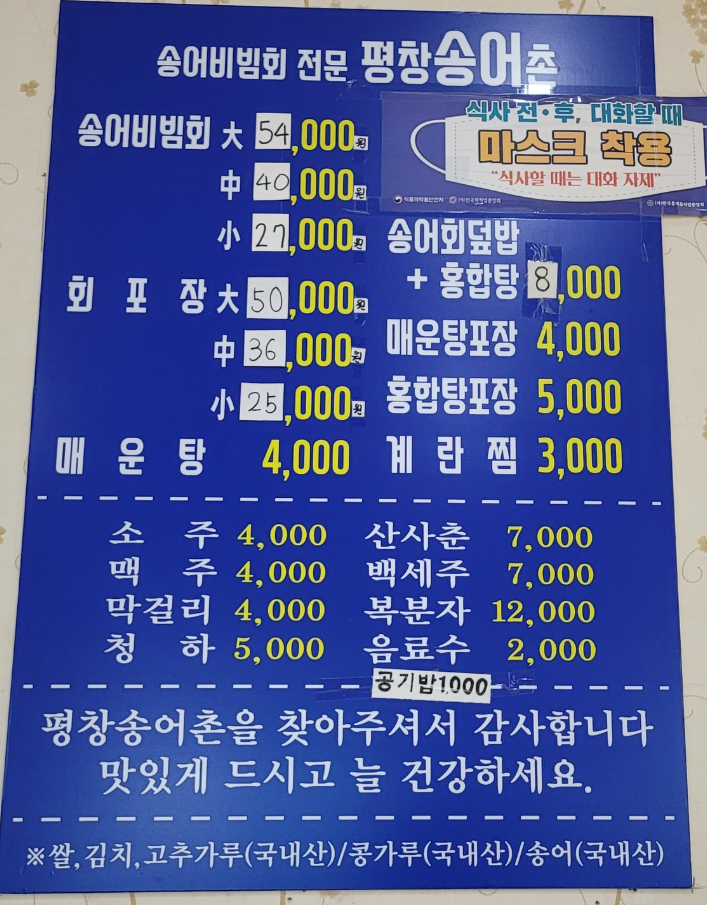 송어비빔회 전문 평창송어촌
식사 전·후, 대화할 때
마스크 착용
"식사할 때는 대화 자제"
식품의약품안전처
송어비빔회 大 54,000원
中 40,000원
小 27,000원
회 포 장 大 50,000원
中 36,000원
小 25,000원
매 운 탕 4,000
송어회덮밥
+ 홍합탕 8,000
매운탕포장 4,000
홍합탕포장 5,000
계 란 찜 3,000
소 주 4,000
맥 주 4,000
막걸리 4,000
청 하 5,000
산사춘 7,000
백세주 7,000
복분자 12,000
음료수 2,000
공기밥 1,000
평창송어촌을 찾아주셔서 감사합니다
맛있게 드시고 늘 건강하세요.
※쌀,김치,고추가루(국내산)/콩가루(국내산)/송어(국내산)